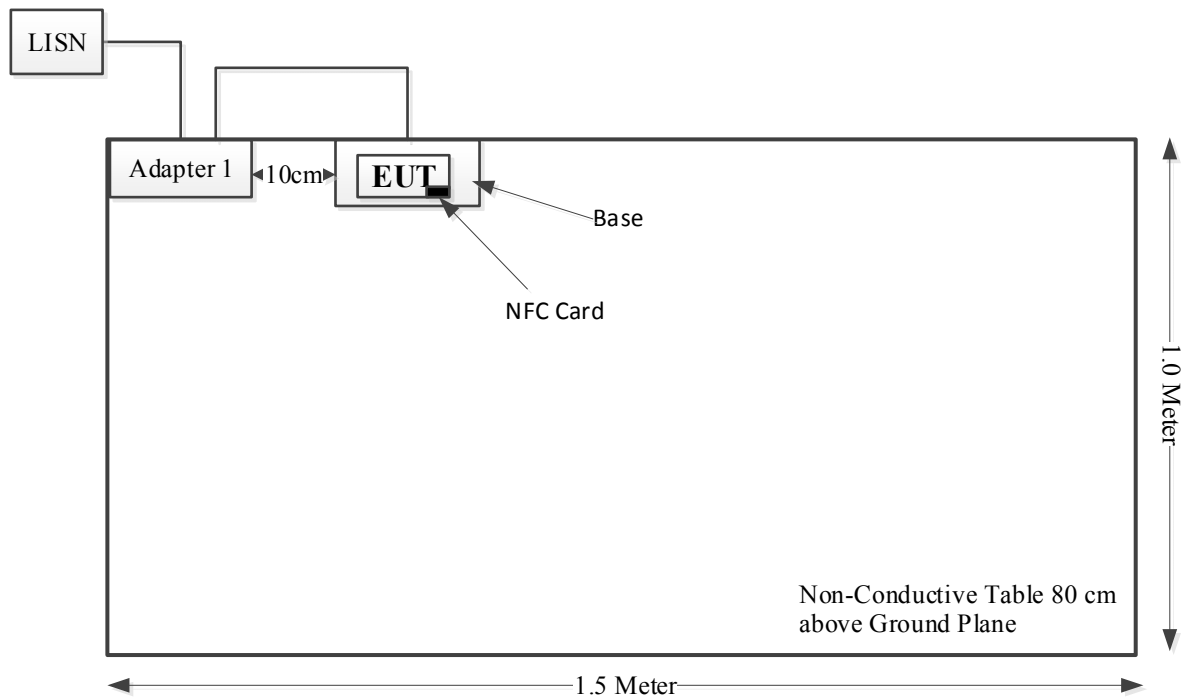 LISN
Adapter 1
10cm
EUT
Base
NFC Card
1.0 Meter
Non-Conductive Table 80 cm
above Ground Plane
1.5 Meter